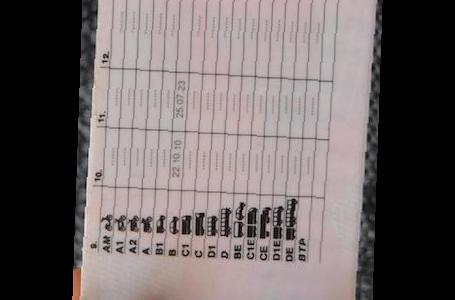 9. 10. 11. 12.
AM
A1
A2
A
B1
B 22.10.10 25.07.23
C1
C
D1
D
BE
C1E
CE
D1E
DE
BTP